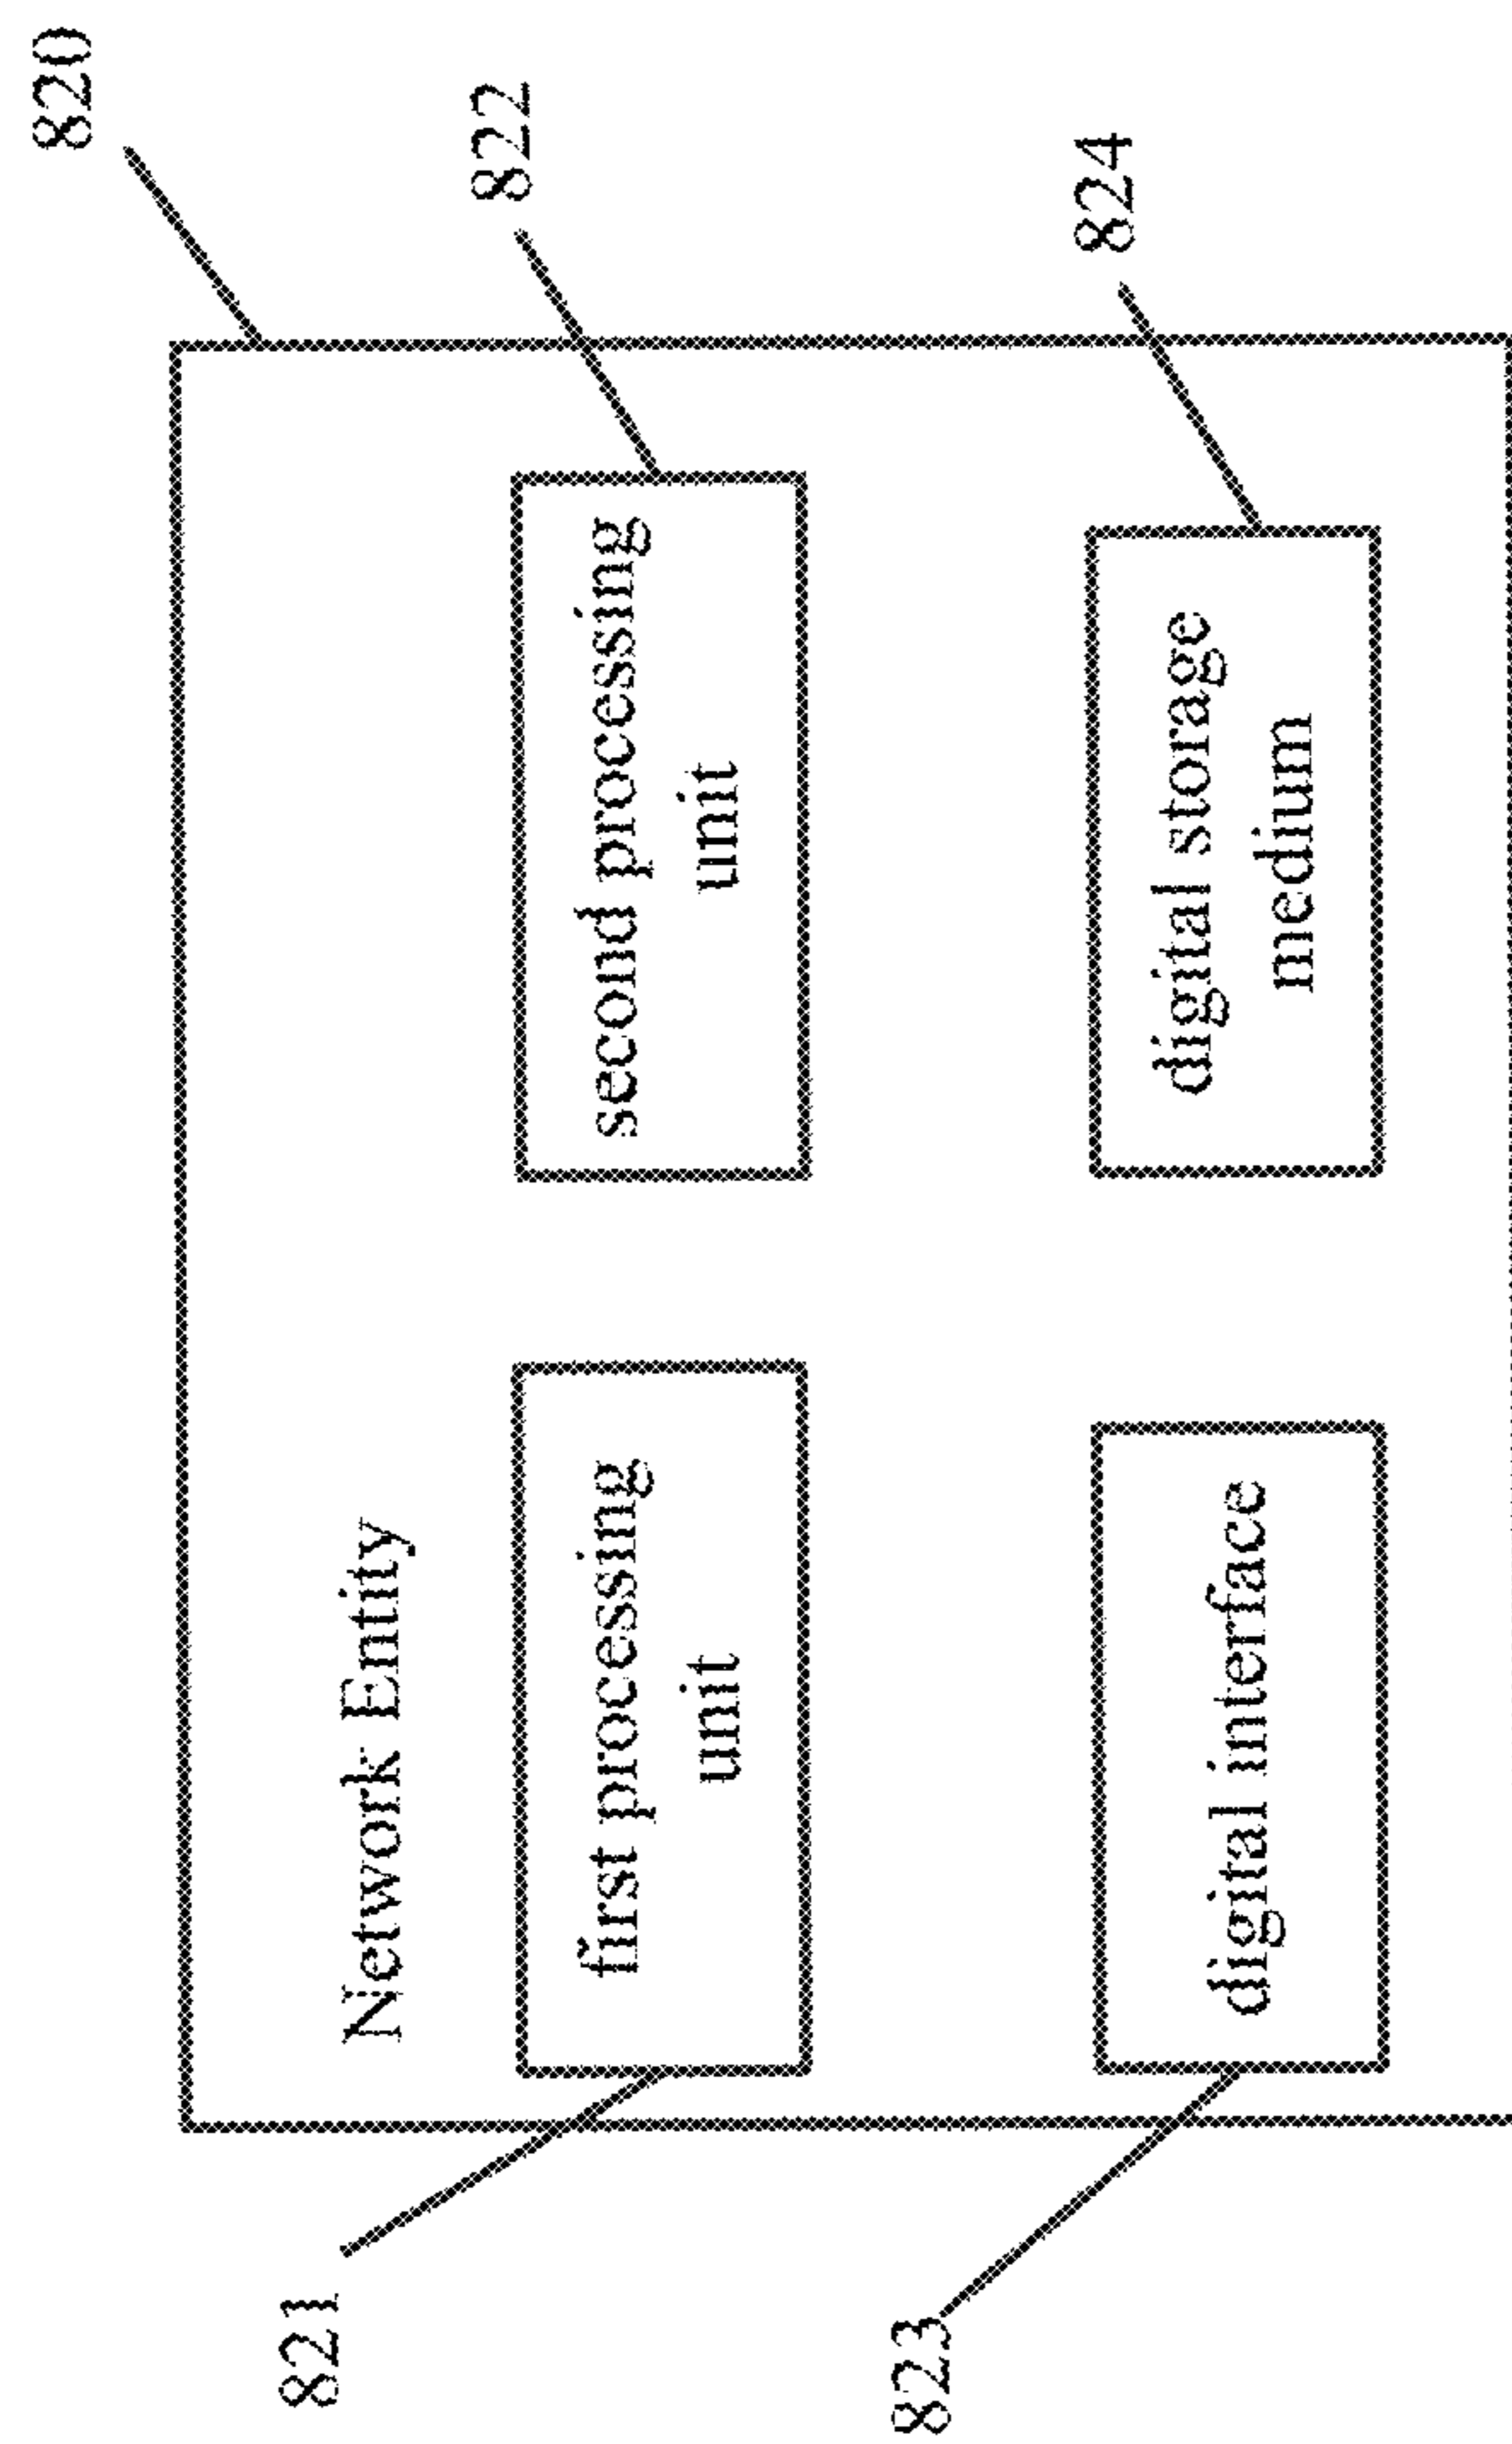 820
Network Entity
821
first processing
unit
822
second processing
unit
823
digital interface
824
digital storage
medium